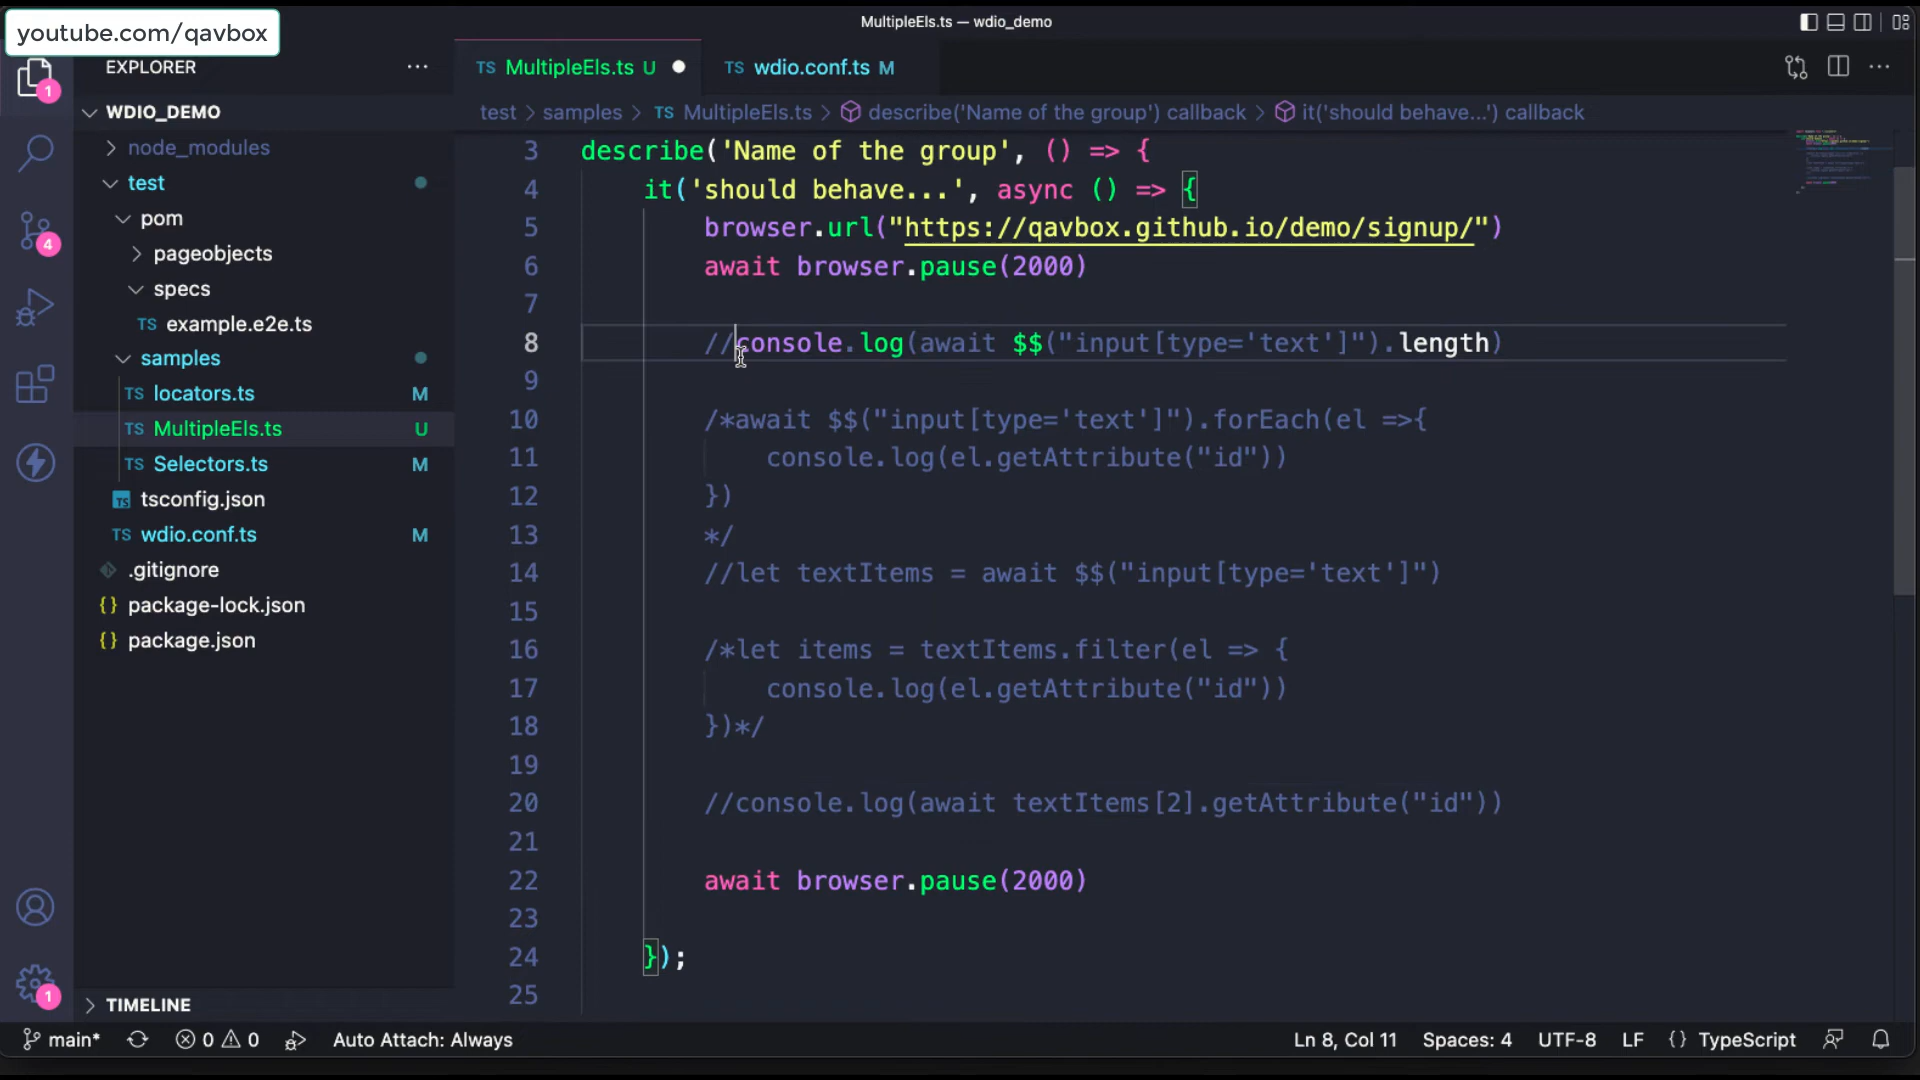 MultipleEls.ts — wdio_demo
youtube.com/qavbox
EXPLORER
TS MultipleEls.ts U
TS wdio.conf.ts M
WDIO_DEMO
node_modules
test
pom
pageobjects
specs
TS example.e2e.ts
samples
TS locators.ts M
TS MultipleEls.ts U
TS Selectors.ts M
TS tsconfig.json
TS wdio.conf.ts M
.gitignore
{} package-lock.json
{} package.json
TIMELINE
1
4
1
test > samples > TS MultipleEls.ts > describe('Name of the group') callback > it('should behave...') callback
3 describe('Name of the group', () => {
4 it('should behave...', async () => {
5 browser.url("https://qavbox.github.io/demo/signup/")
6 await browser.pause(2000)
7
8 //console.log(await $$("input[type='text']").length)
9
10 /*await $$("input[type='text']").forEach(el =>{
11 console.log(el.getAttribute("id"))
12 })
13 */
14 //let textItems = await $$("input[type='text']")
15
16 /*let items = textItems.filter(el => {
17 console.log(el.getAttribute("id"))
18 })*/
19
20 //console.log(await textItems[2].getAttribute("id"))
21
22 await browser.pause(2000)
23
24 });
25
main* 0 0 Auto Attach: Always Ln 8, Col 11 Spaces: 4 UTF-8 LF {} TypeScript